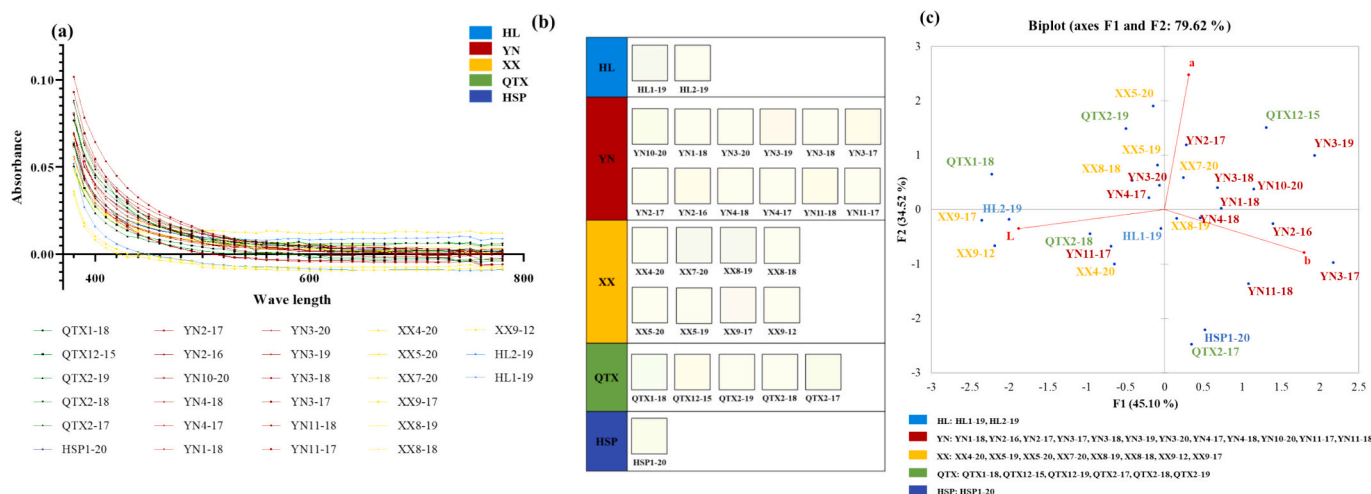 (a)
HL
YN
XX
QTX
HSP
0.10
0.05
0.00
Absorbance
400
600
800
Wave length
QTX1-18
YN2-17
YN3-20
XX4-20
XX9-12
QTX12-15
YN2-16
YN3-19
XX5-20
HL2-19
QTX2-19
YN10-20
YN3-18
XX7-20
HL1-19
QTX2-18
YN4-18
YN3-17
XX9-17
QTX2-17
YN4-17
YN11-18
XX8-19
HSP1-20
YN1-18
YN11-17
XX8-18
(b)
HL
HL1-19 HL2-19
YN
YN10-20 YN1-18 YN3-20 YN3-19 YN3-18 YN3-17
YN2-17 YN2-16 YN4-18 YN4-17 YN11-18 YN11-17
XX
XX4-20 XX7-20 XX8-19 XX8-18
XX5-20 XX5-19 XX9-17 XX9-12
QTX
QTX1-18 QTX12-15 QTX2-19 QTX2-18 QTX2-17
HSP
HSP1-20
(c)
Biplot (axes F1 and F2: 79.62 %)
3
2
1
0
-1
-2
-3
F2 (34.52 %)
a
XX5-20
QTX2-19
QTX12-15
YN2-17
XX5-19
YN3-19
QTX1-18
XX8-18
XX7-20
YN3-20
YN3-18
YN10-20
YN4-17
YN1-18
HL2-19
XX9-17
YN4-18
XX8-19
L
HL1-19
YN2-16
QTX2-18
XX9-12
YN11-17
b
XX4-20
YN3-17
YN11-18
HSP1-20
QTX2-17
-3 -2.5 -2 -1.5 -1 -0.5 0 0.5 1 1.5 2 2.5
F1 (45.10 %)
HL: HL1-19, HL2-19
YN: YN1-18, YN2-16, YN2-17, YN3-17, YN3-18, YN3-19, YN3-20, YN4-17, YN4-18, YN10-20, YN11-17, YN11-18
XX: XX4-20, XX5-19, XX5-20, XX7-20, XX8-19, XX8-18, XX9-12, XX9-17
QTX: QTX1-18, QTX12-15, QTX12-19, QTX2-17, QTX2-18, QTX2-19
HSP: HSP1-20